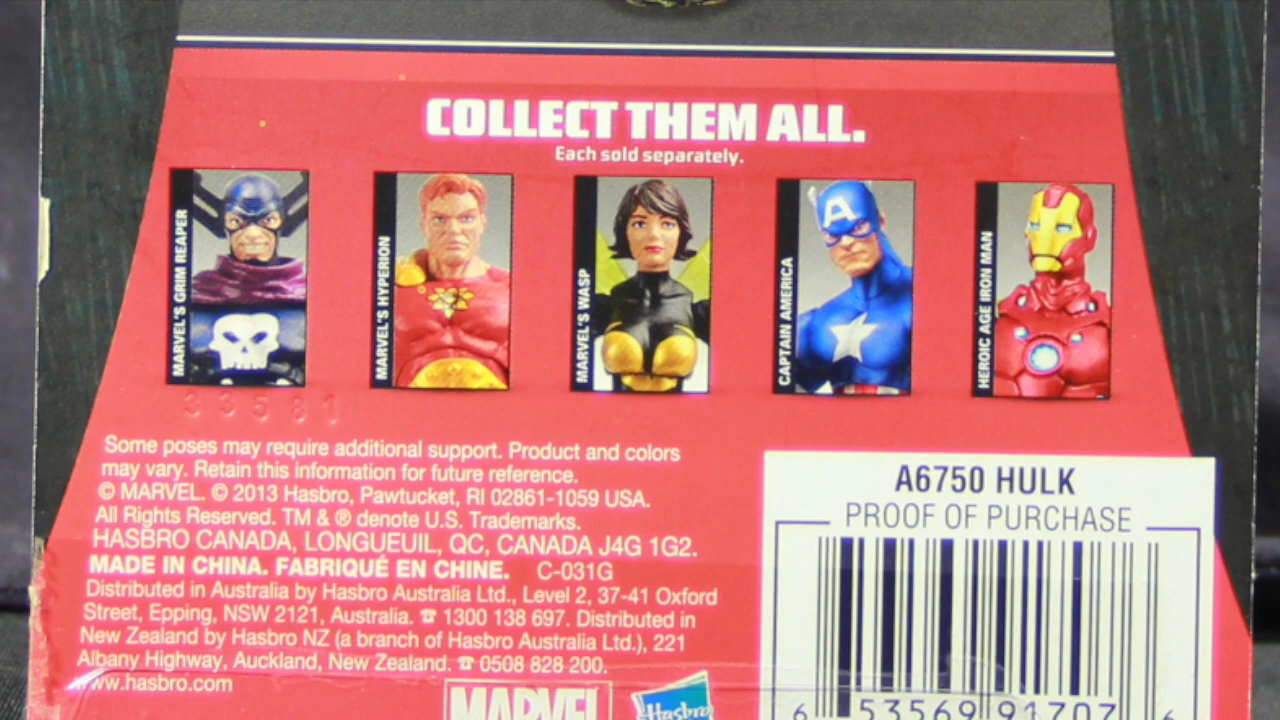 COLLECT THEM ALL.
Each sold separately.
MARVEL'S GRIM REAPER
MARVEL'S HYPERION
MARVEL'S WASP
CAPTAIN AMERICA
A
HEROIC AGE IRON MAN
33581
Some poses may require additional support. Product and colors
may vary. Retain this information for future reference.
© MARVEL. © 2013 Hasbro, Pawtucket, RI 02861-1059 USA.
All Rights Reserved. TM & ® denote U.S. Trademarks.
HASBRO CANADA, LONGUEUIL, QC, CANADA J4G 1G2.
MADE IN CHINA. FABRIQUÉ EN CHINE. C-031G
Distributed in Australia by Hasbro Australia Ltd., Level 2, 37-41 Oxford
Street, Epping, NSW 2121, Australia. ☎ 1300 138 697. Distributed in
New Zealand by Hasbro NZ (a branch of Hasbro Australia Ltd.), 221
Albany Highway, Auckland, New Zealand. ☎ 0508 828 200.
www.hasbro.com
MARVEL
Hasbro
A6750 HULK
PROOF OF PURCHASE
6 53569 91707 6